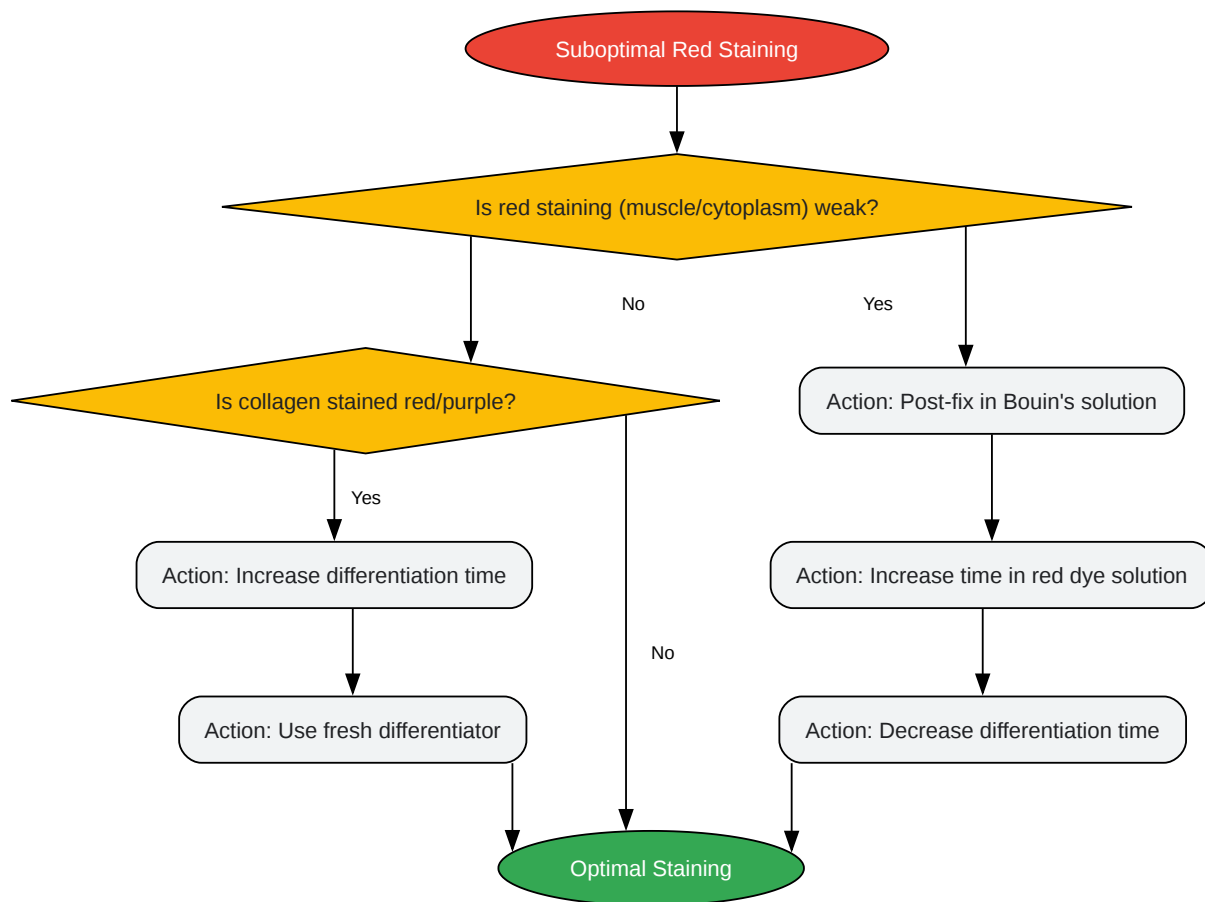 Suboptimal Red Staining
Is red staining (muscle/cytoplasm) weak?
No
Yes
Is collagen stained red/purple?
Action: Post-fix in Bouin's solution
Yes
Action: Increase differentiation time
Action: Increase time in red dye solution
No
Action: Use fresh differentiator
Action: Decrease differentiation time
Optimal Staining